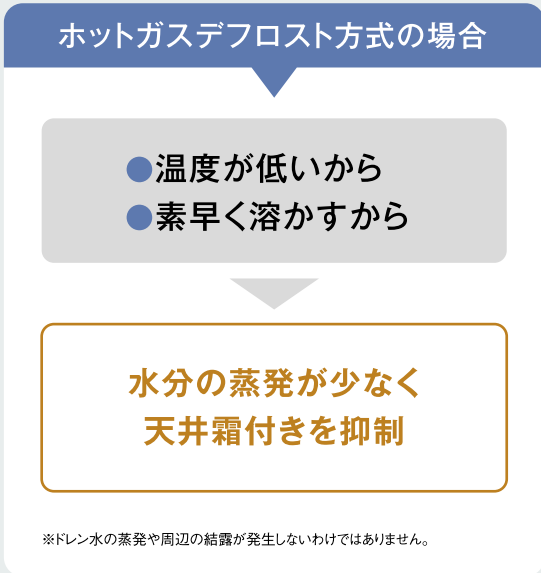 ホットガスデフロスト方式の場合
●温度が低いから
●素早く溶かすから
水分の蒸発が少なく
天井霜付きを抑制
※ドレン水の蒸発や周辺の結露が発生しないわけではありません。